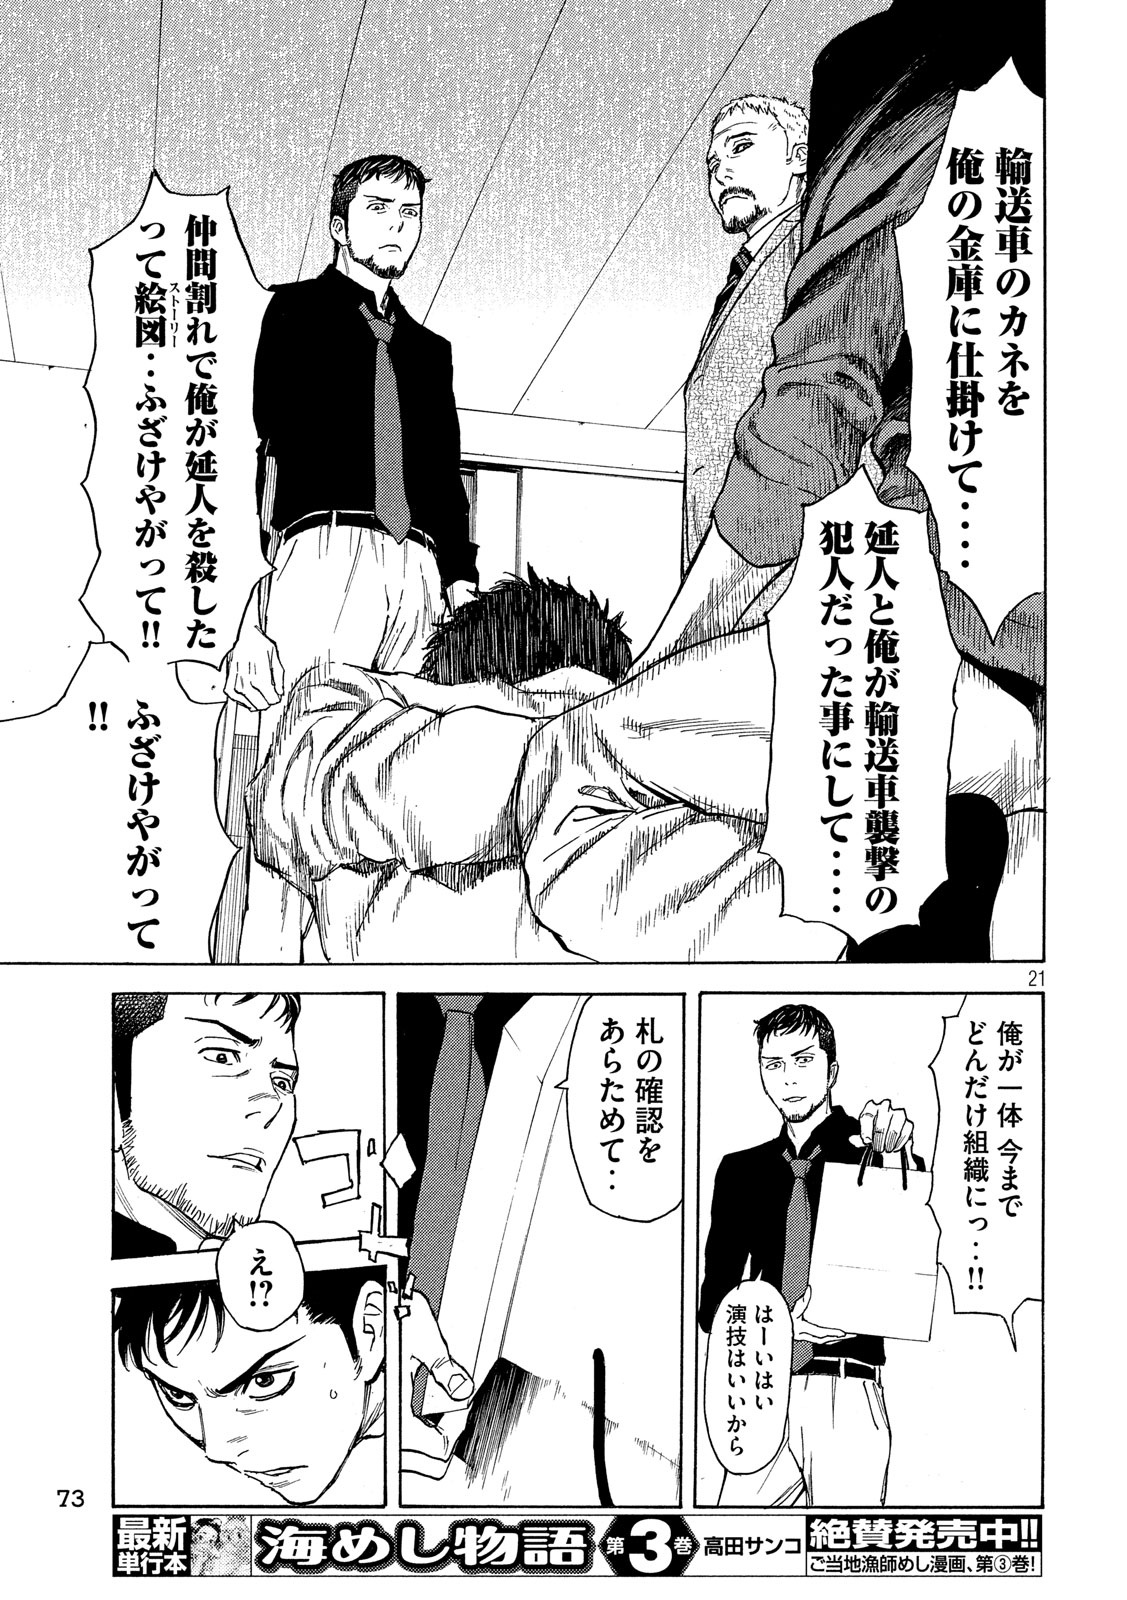 輸送車のカネを
俺の金庫に仕掛けて‥‥
延人と俺が輸送車襲撃の
犯人だった事にして‥‥
仲間割れで俺が延人を殺した
って絵図‥ふざけやがって!!
ストーリー
ふざけやがって
!!
21
俺が一体 今まで
どんだけ組織にっ‥‥!!
はーいはい
演技はいいから
札の確認を
あらためて‥‥
コ
え!?
73
最新
単行本
海めし物語
第3巻
高田サンコ
絶賛発売中!!
ご当地漁師めし漫画、第③巻!